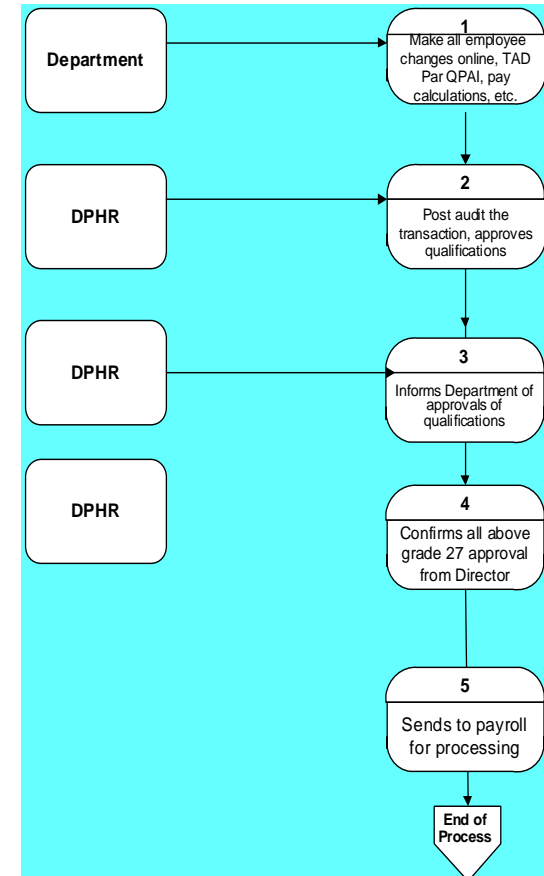 Department
1
Make all employee
changes online, TAD
Par QPAI, pay
calculations, etc.
DPHR
2
Post audit the
transaction, approves
qualifications
DPHR
3
Informs Department of
approvals of
qualifications
DPHR
4
Confirms all above
grade 27 approval
from Director
5
Sends to payroll
for processing
End of
Process